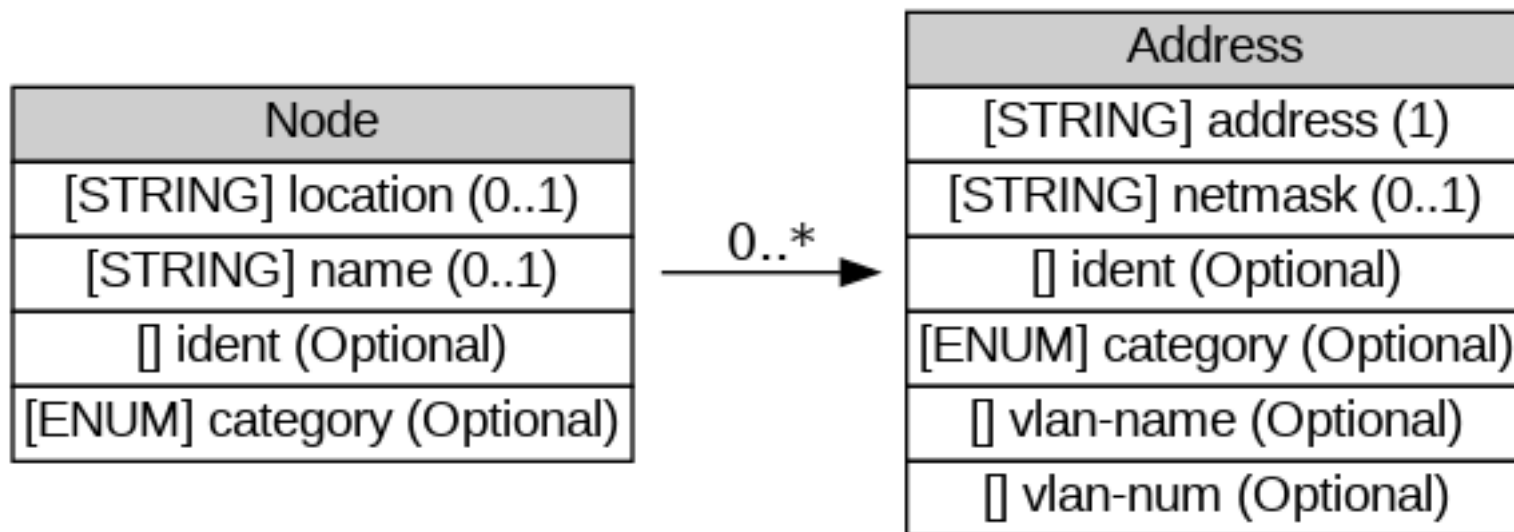 Node
[STRING] location (0..1)
[STRING] name (0..1)
[] ident (Optional)
[ENUM] category (Optional)
0..*
Address
[STRING] address (1)
[STRING] netmask (0..1)
[] ident (Optional)
[ENUM] category (Optional)
[] vlan-name (Optional)
[] vlan-num (Optional)